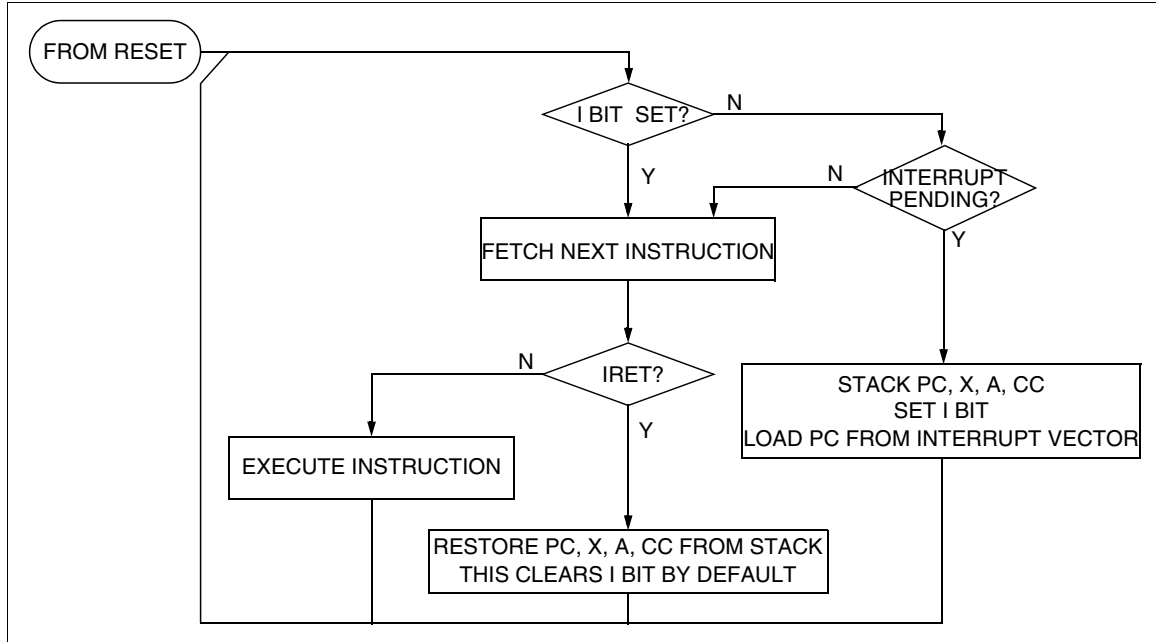 FROM RESET
I BIT SET?
N
Y
N
INTERRUPT
PENDING?
Y
FETCH NEXT INSTRUCTION
N
IRET?
Y
STACK PC, X, A, CC
SET I BIT
LOAD PC FROM INTERRUPT VECTOR
EXECUTE INSTRUCTION
RESTORE PC, X, A, CC FROM STACK
THIS CLEARS I BIT BY DEFAULT